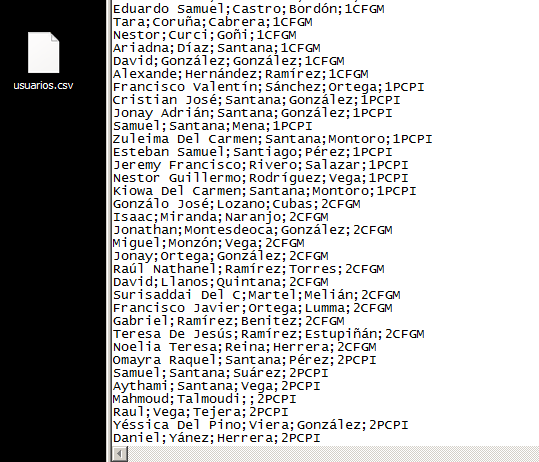 usuarios.csv
Eduardo Samuel;Castro;Bordón;1CFGM
Tara;Coruña;Cabrera;1CFGM
Nestor;Curci;Goñi;1CFGM
Ariadna;Díaz;Santana;1CFGM
David;González;González;1CFGM
Alexande;Hernández;Ramírez;1CFGM
Francisco Valentín;Sánchez;Ortega;1PCPI
Cristian José;Santana;González;1PCPI
Jonay Adrián;Santana;González;1PCPI
Samuel;Santana;Mena;1PCPI
Zuleima Del Carmen;Santana;Montoro;1PCPI
Esteban Samuel;Santiago;Pérez;1PCPI
Jeremy Francisco;Rivero;Salazar;1PCPI
Nestor Guillermo;Rodríguez;Vega;1PCPI
Kiowa Del Carmen;Santana;Montoro;1PCPI
Gonzálo José;Lozano;Cubas;2CFGM
Isaac;Miranda;Naranjo;2CFGM
Jonathan;Montesdeoca;González;2CFGM
Miguel;Monzón;Vega;2CFGM
Jonay;Ortega;González;2CFGM
Raúl Nathanel;Ramírez;Torres;2CFGM
David;Llanos;Quintana;2CFGM
Surisaddai Del C;Martel;Melián;2CFGM
Francisco Javier;Ortega;Lumma;2CFGM
Gabriel;Ramírez;Benitez;2CFGM
Teresa De Jesús;Ramírez;Estupiñán;2CFGM
Noelia Teresa;Reina;Herrera;2CFGM
Omayra Raquel;Santana;Pérez;2PCPI
Samuel;Santana;Suárez;2PCPI
Aythami;Santana;Vega;2PCPI
Mahmoud;Talmoudi;;2PCPI
Raul;Vega;Tejera;2PCPI
Yéssica Del Pino;Viera;González;2PCPI
Daniel;Yánez;Herrera;2PCPI